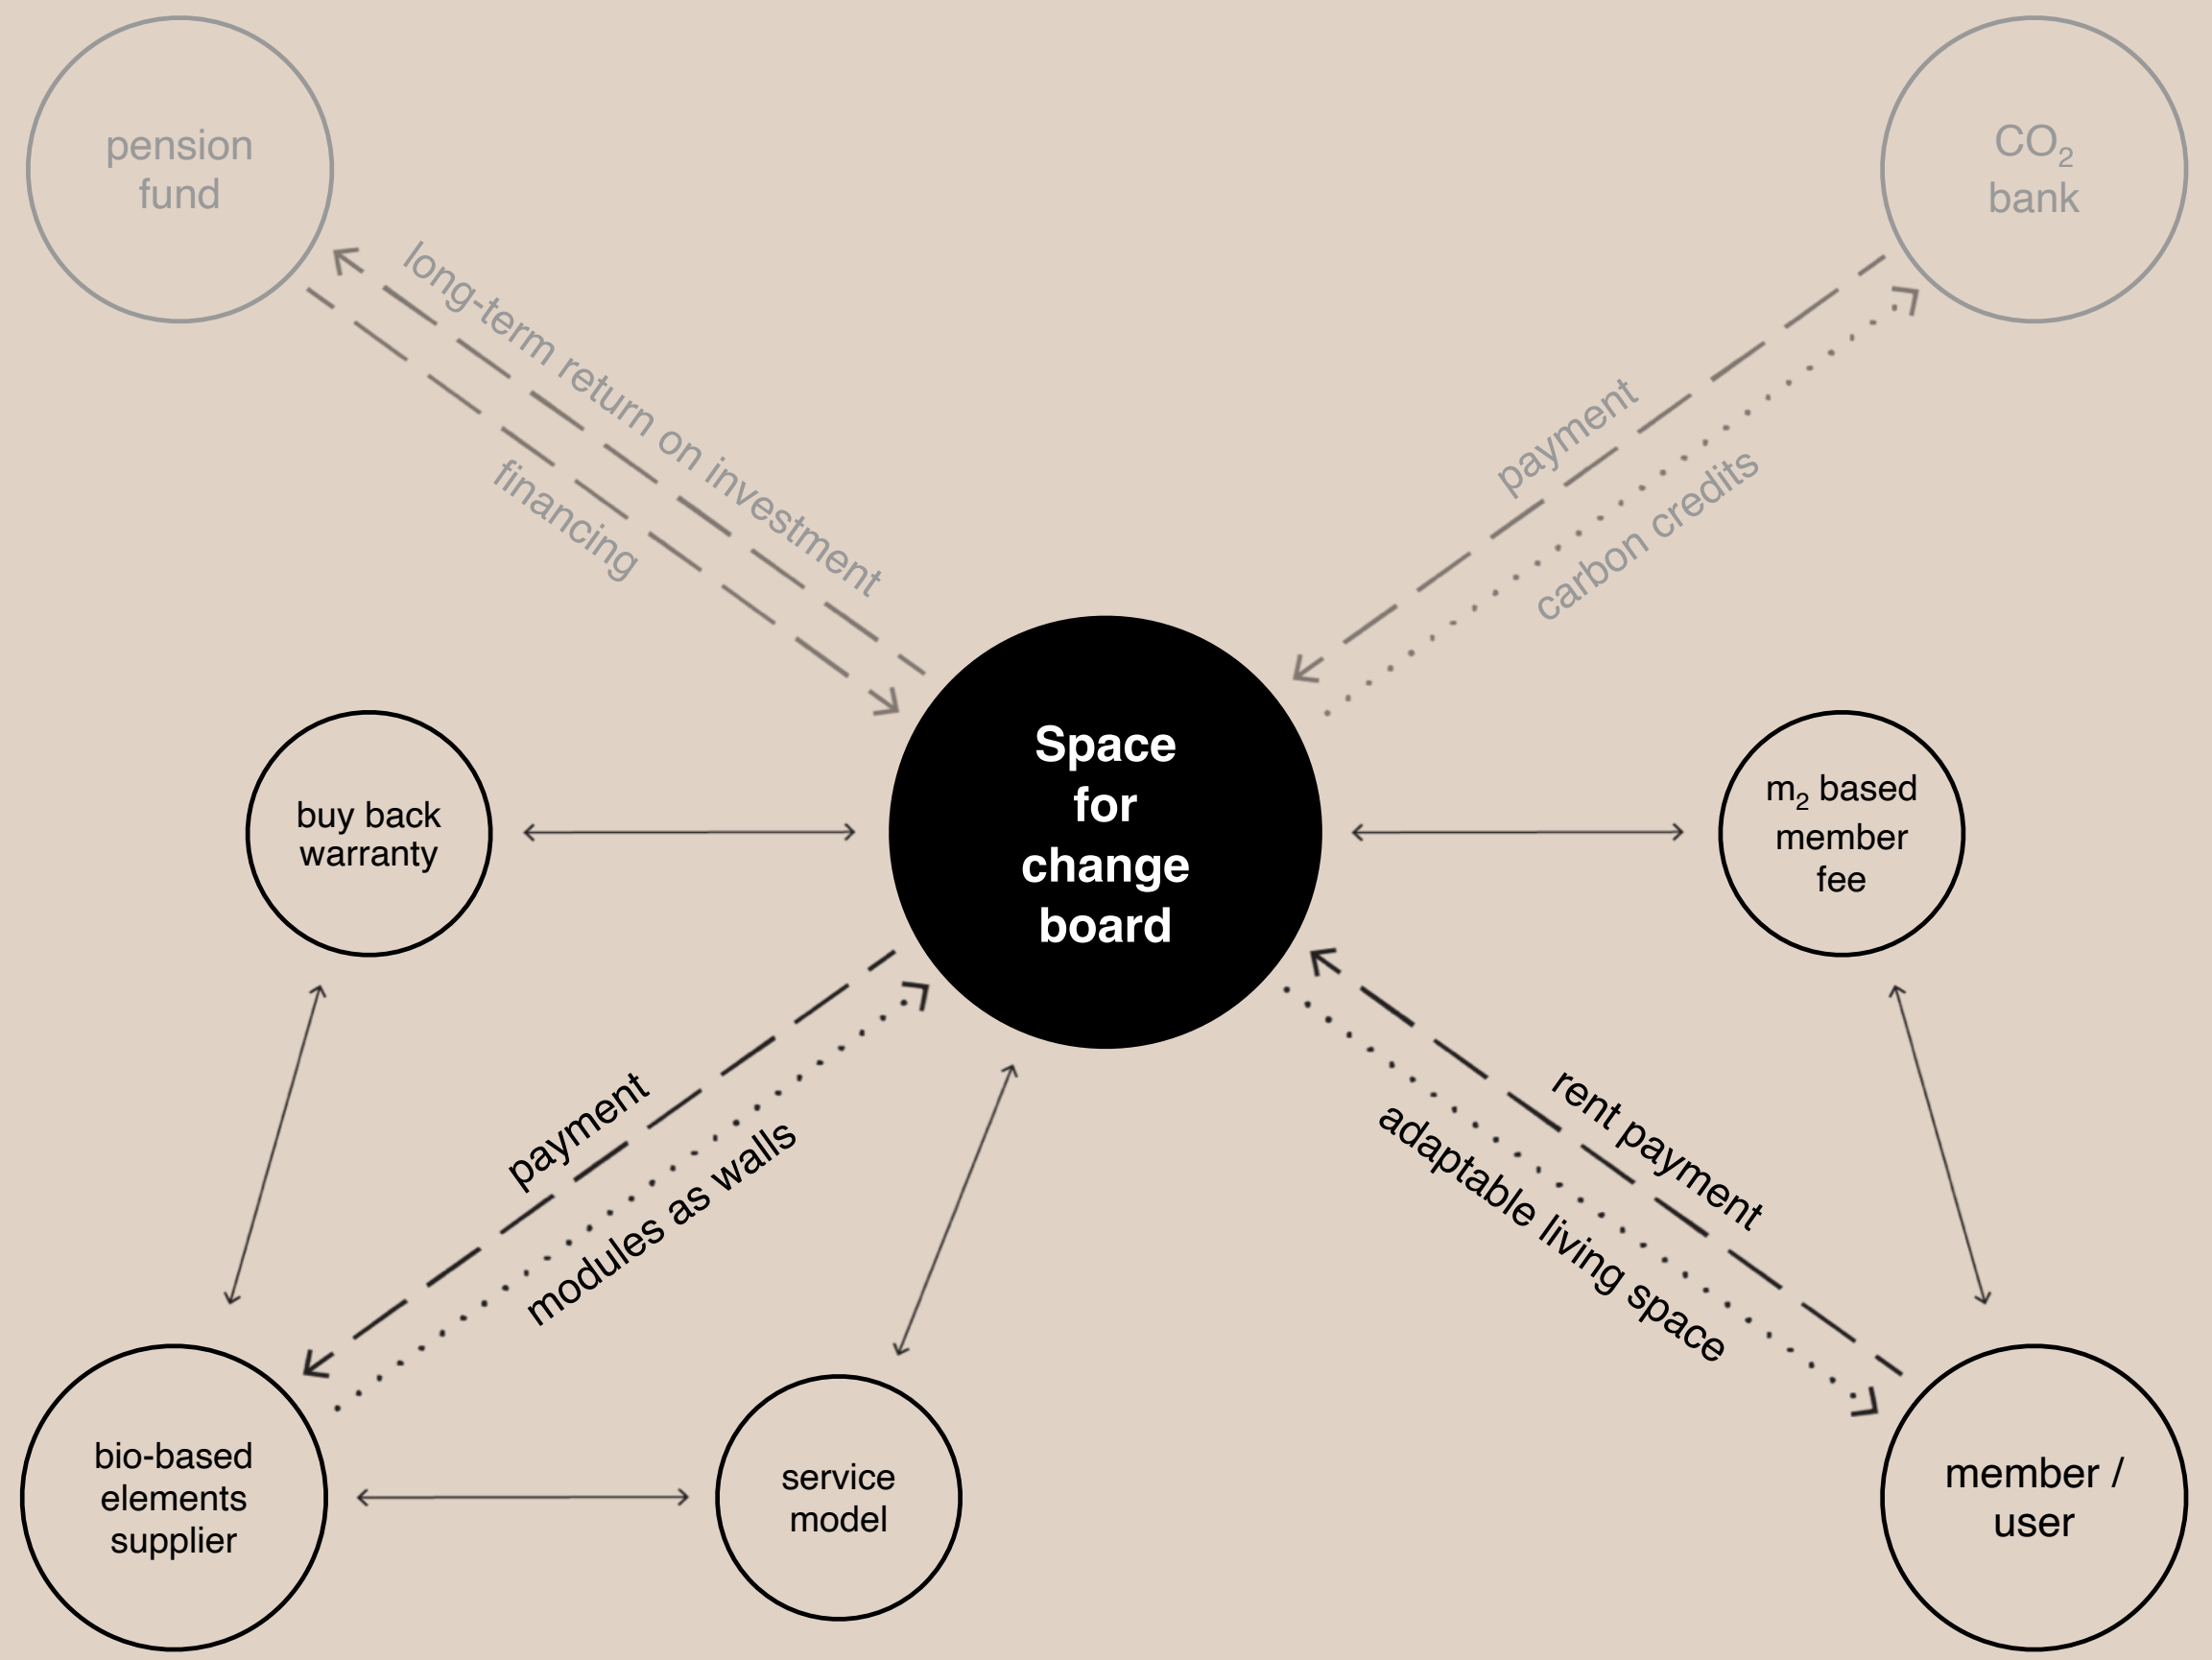 pension
fund
CO₂
bank
long-term return on investment
financing
payment
carbon credits
Space
for
change
board
buy back
warranty
m₂ based
member
fee
payment
modules as walls
rent payment
adaptable living space
bio-based
elements
supplier
service
model
member /
user